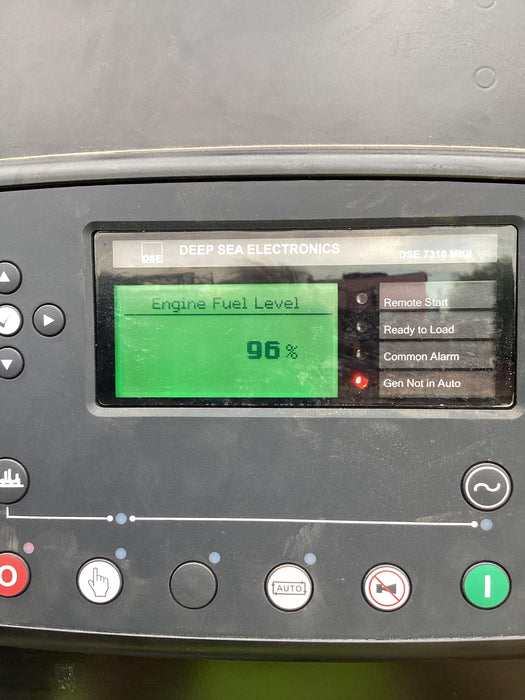 DSE
DEEP SEA ELECTRONICS
DSE 7310 MKII
Engine Fuel Level
96 %
Remote Start
Ready to Load
Common Alarm
Gen Not in Auto
O
AUTO
I